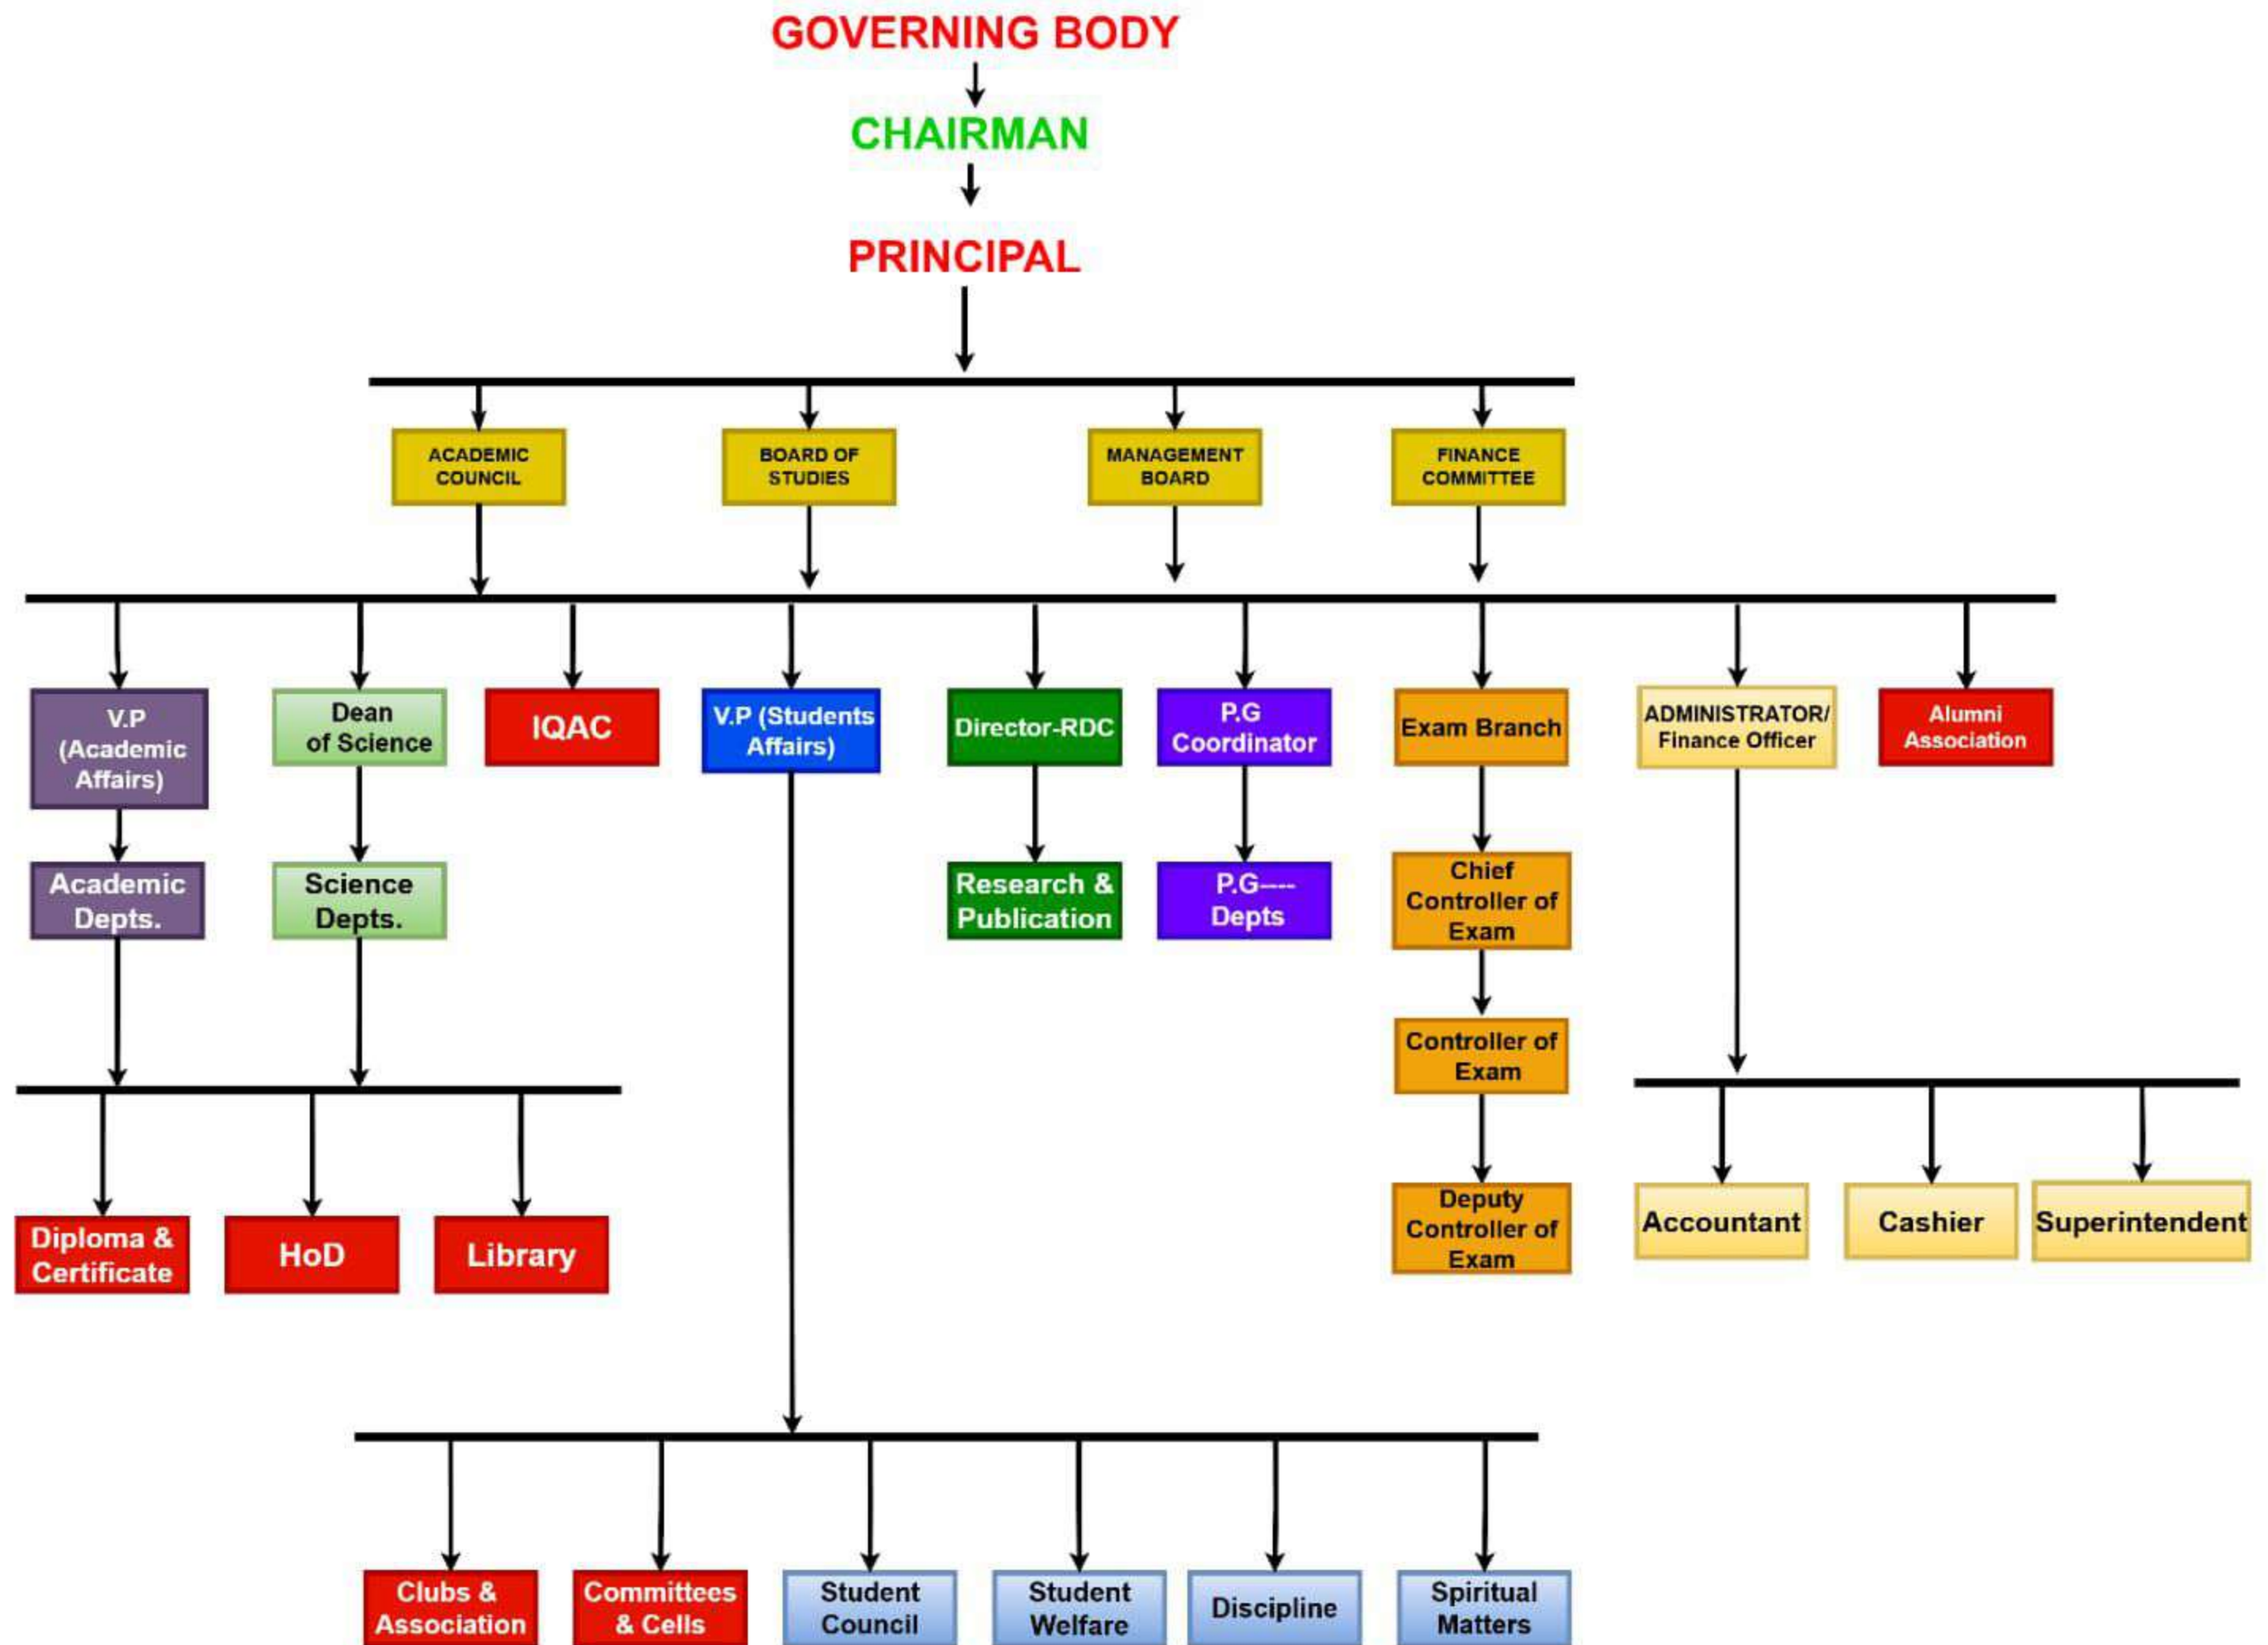 GOVERNING BODY
CHAIRMAN
PRINCIPAL
ACADEMIC
COUNCIL
BOARD OF
STUDIES
MANAGEMENT
BOARD
FINANCE
COMMITTEE
V.P
(Academic
Affairs)
Dean
of Science
IQAC
V.P (Students
Affairs)
Director-RDC
P.G
Coordinator
Exam Branch
ADMINISTRATOR/
Finance Officer
Alumni
Association
Academic
Depts.
Science
Depts.
Research &
Publication
P.G----
Depts
Chief
Controller of
Exam
Controller of
Exam
Deputy
Controller of
Exam
Accountant
Cashier
Superintendent
Diploma &
Certificate
HoD
Library
Clubs &
Association
Committees
& Cells
Student
Council
Student
Welfare
Discipline
Spiritual
Matters